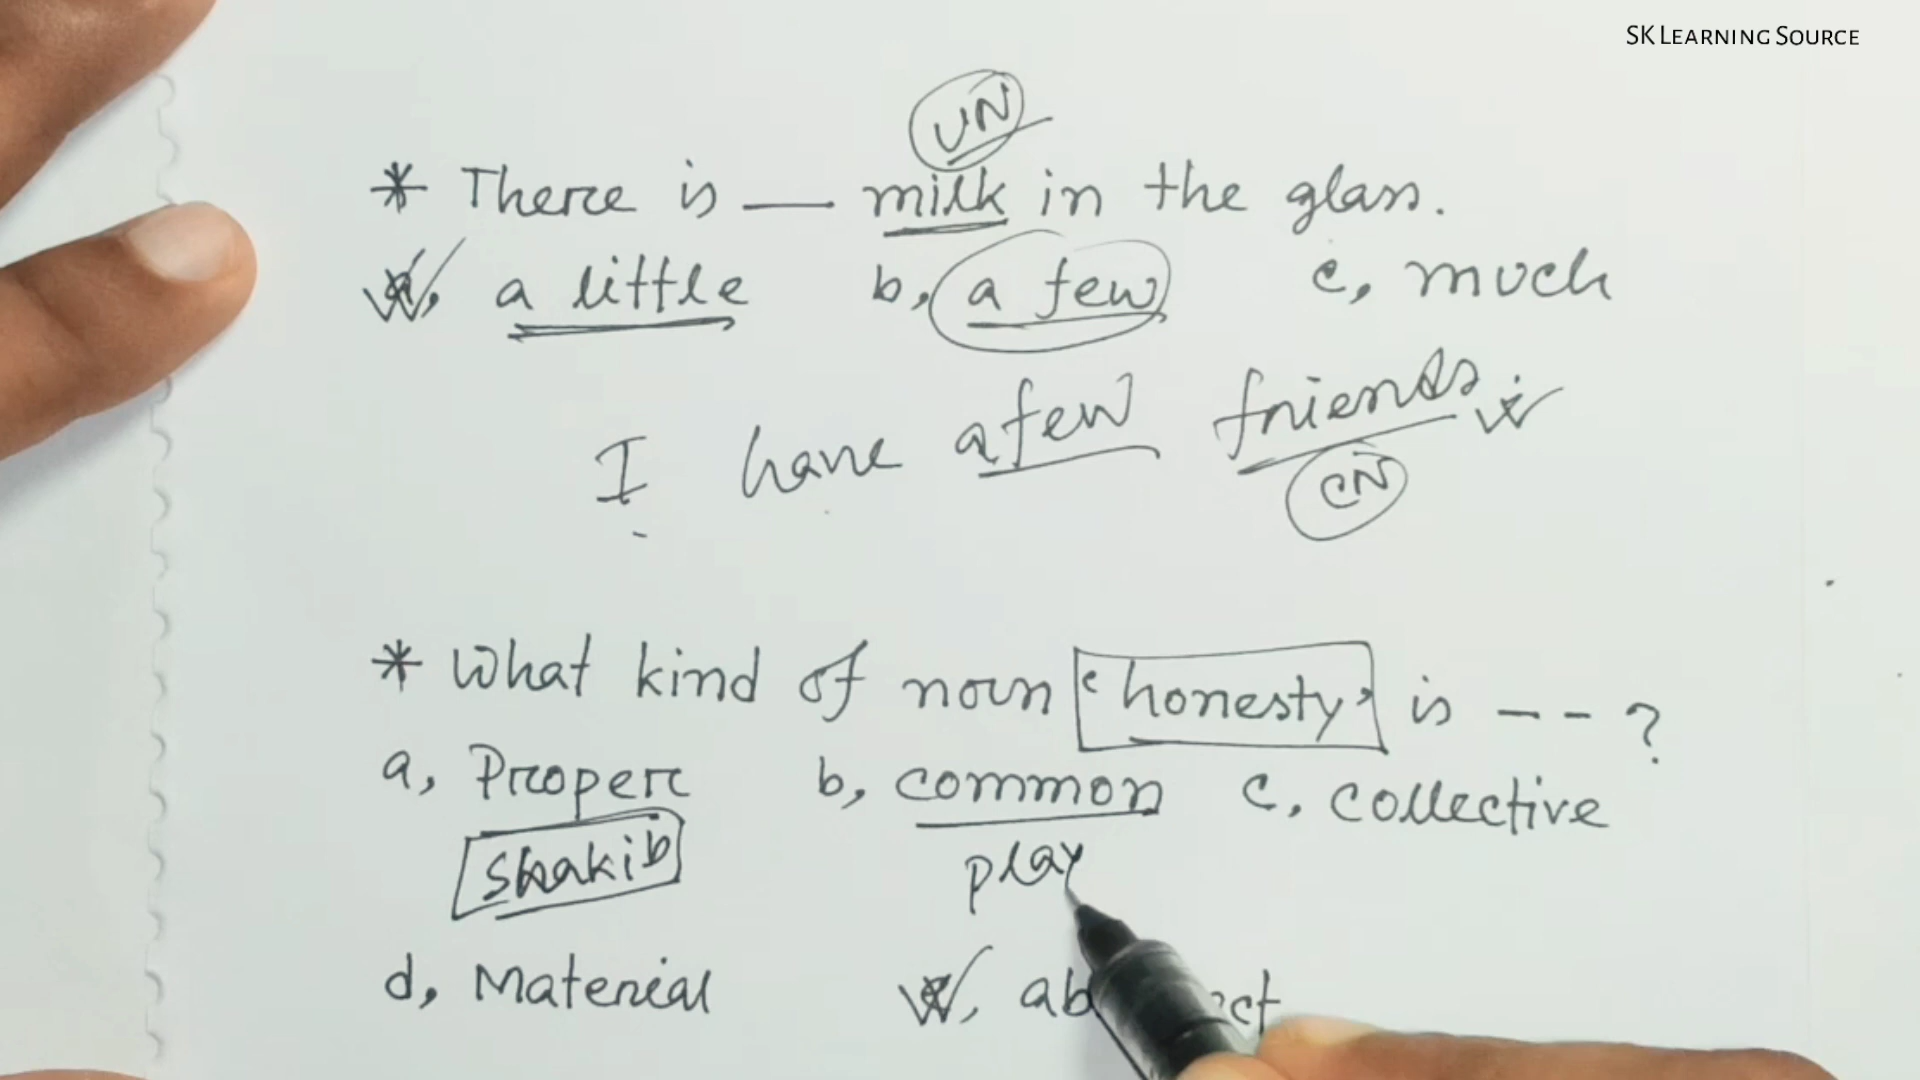 SK Learning Source
UN
* There is — milk in the glass.
a, a little b, a few c, much
I have a few friends.
CN
* What kind of noun 'honesty' is - - - ?
a, Proper b, common c, collective
Shakib play
d, Material